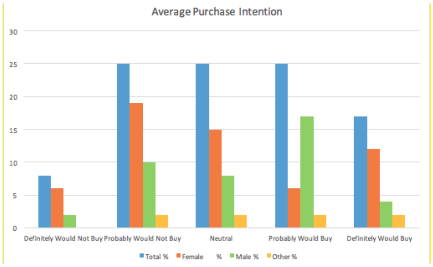 Average Purchase Intention
30
25
20
15
10
5
0
Definitely Would Not Buy Probably Would Not Buy Neutral Probably Would Buy Definitely Would Buy
Total % Female % Male % Other %